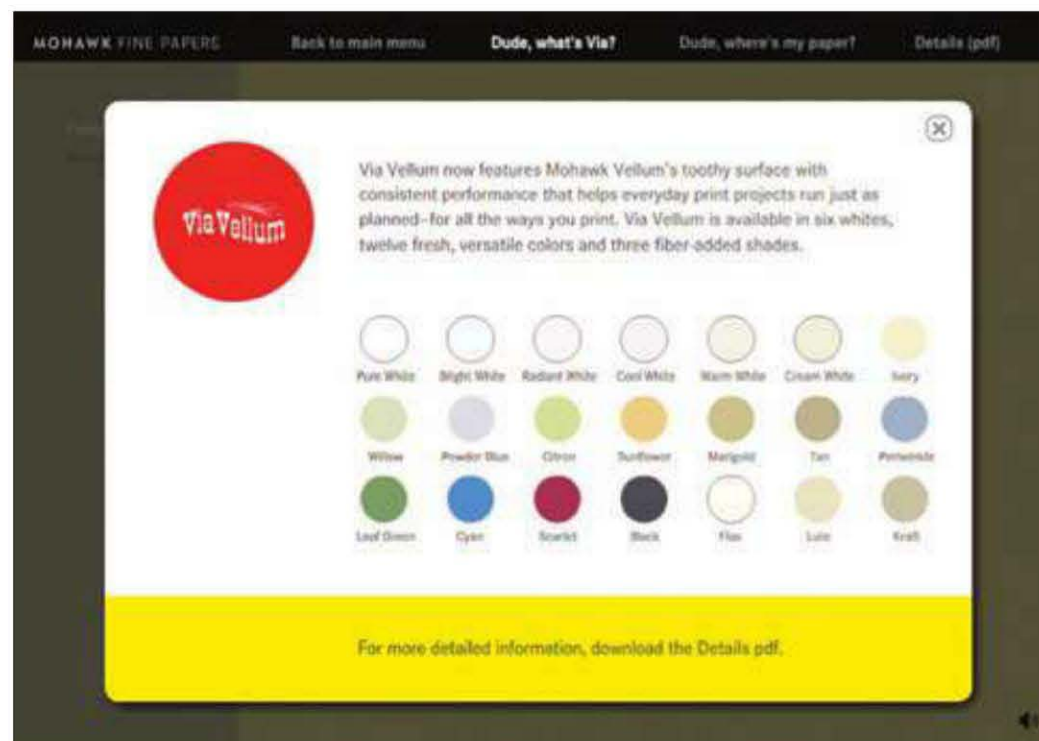 MOHAWK FINE PAPERS Back to main menu Dude, what's Via? Dude, where's my paper? Details (pdf)
Via Vellum
Via Vellum now features Mohawk Vellum's toothy surface with
consistent performance that helps everyday print projects run just as
planned–for all the ways you print. Via Vellum is available in six whites,
twelve fresh, versatile colors and three fiber-added shades.
Pure White Bright White Radiant White Cool White Warm White Cream White Ivory
Willow Powder Blue Citron Sunflower Marigold Tan Periwinkle
Leaf Green Cyan Scarlet Black Flax Kraft
For more detailed information, download the Details pdf.